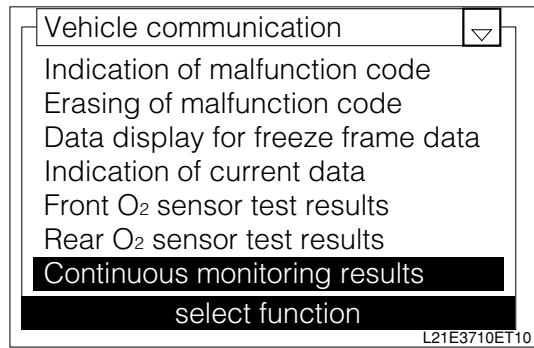 Vehicle communication
Indication of malfunction code
Erasing of malfunction code
Data display for freeze frame data
Indication of current data
Front O₂ sensor test results
Rear O₂ sensor test results
Continuous monitoring results
select function
L21E3710ET10